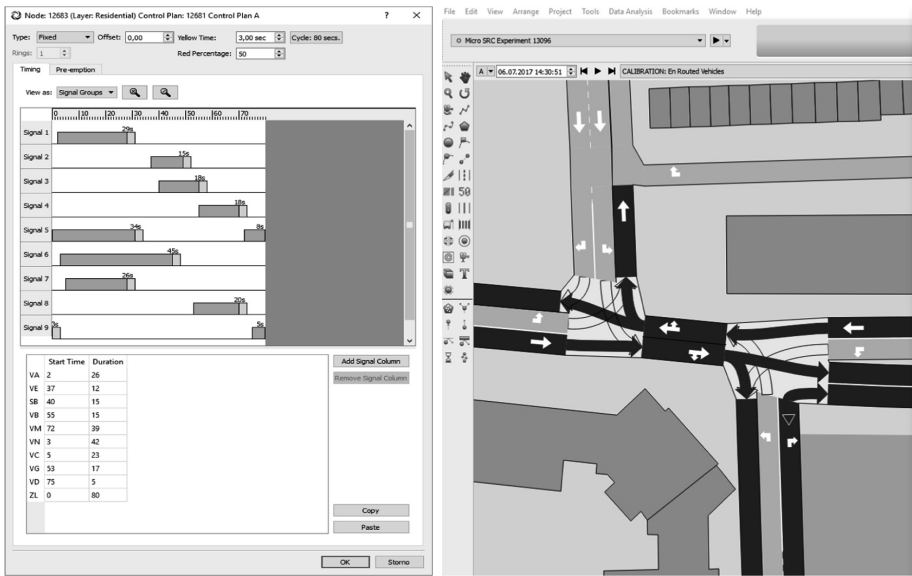 Node: 12683 (Layer: Residential) Control Plan: 12681 Control Plan A
Type: Fixed Offset: 0,00 Yellow Time: 3,00 sec Cycle: 80 secs.
Rings: 1 Red Percentage: 50
Timing Pre-emption
View as: Signal Groups
0 10 20 30 40 50 60 70
Signal 1 29s
Signal 2 15s
Signal 3 18s
Signal 4 18s
Signal 5 34s 8s
Signal 6 45s
Signal 7 26s
Signal 8 20s
Signal 9 3s 5s
Start Time Duration
VA 2 26
VE 37 12
SB 40 15
VB 55 15
VM 72 39
VN 3 42
VC 5 23
VG 53 17
VD 75 5
ZL 0 80
Add Signal Column
Remove Signal Column
Copy
Paste
OK Storno
File Edit View Arrange Project Tools Data Analysis Bookmarks Window Help
Micro SRC Experiment 13096
A 06.07.2017 14:30:51 CALIBRATION: En Routed Vehicles
50
T